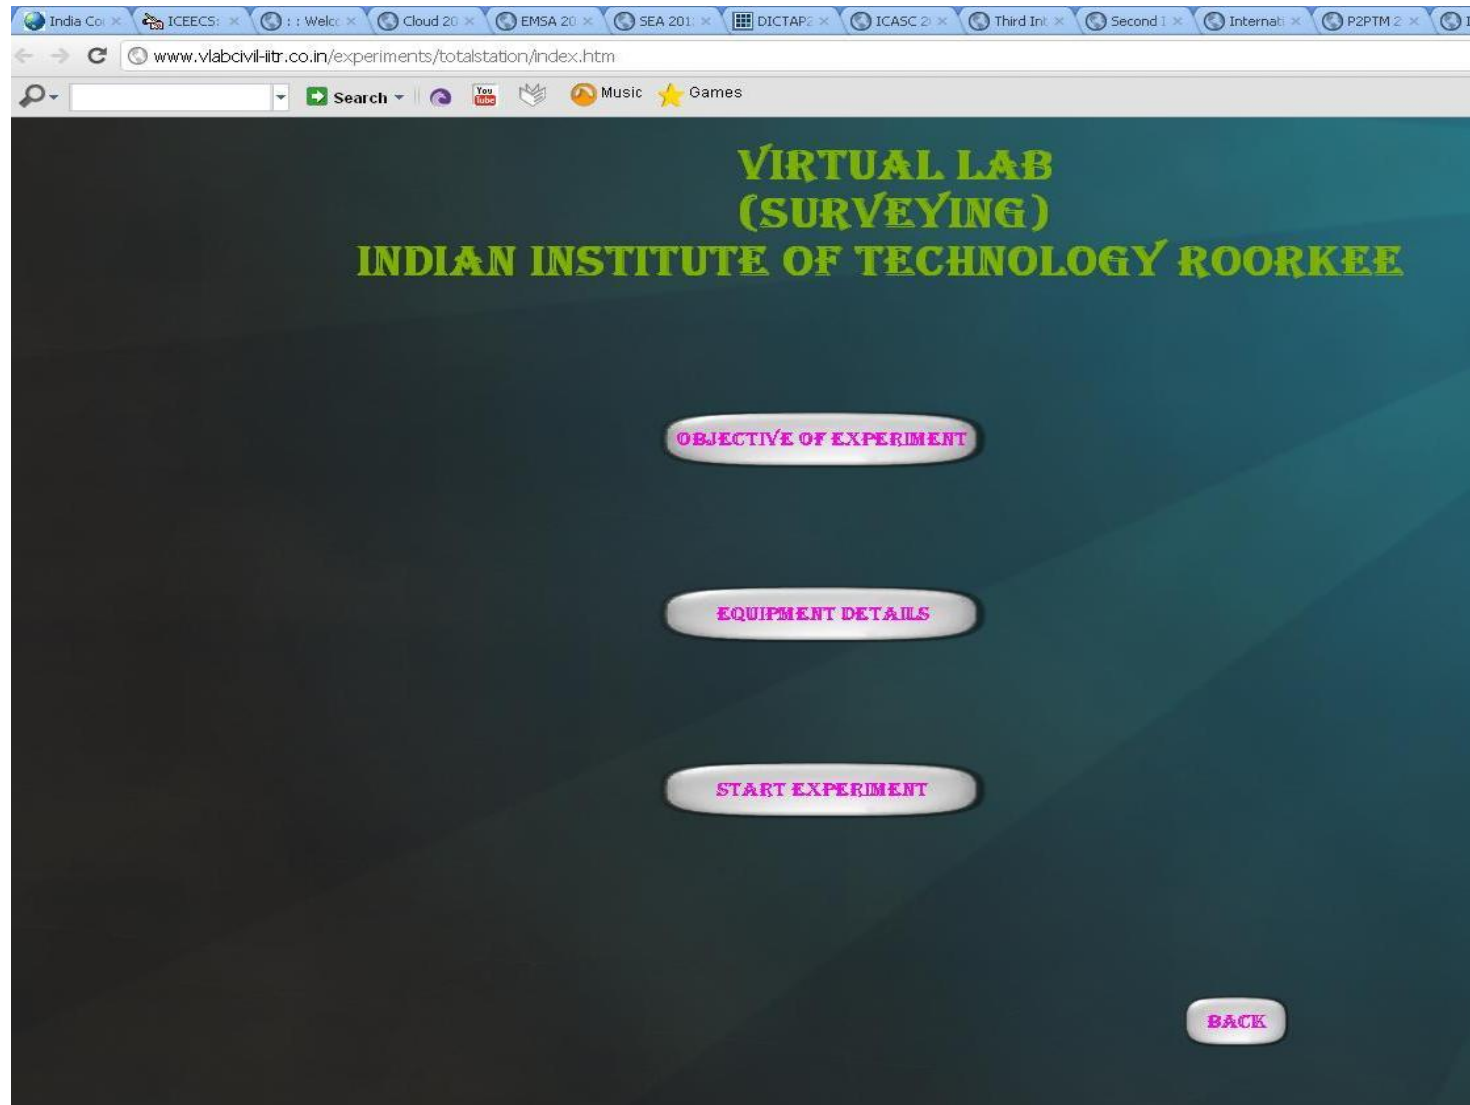 India Co
ICEECS:
: : Welc
Cloud 20
EMSA 20
SEA 201
DICTAP2
ICASC 2
Third Int
Second I
Internati
P2PTM 2
www.vlabcivil-iitr.co.in/experiments/totalstation/index.htm
Search
You
Tube
Music
Games
VIRTUAL LAB
(SURVEYING)
INDIAN INSTITUTE OF TECHNOLOGY ROORKEE
OBJECTIVE OF EXPERIMENT
EQUIPMENT DETAILS
START EXPERIMENT
BACK